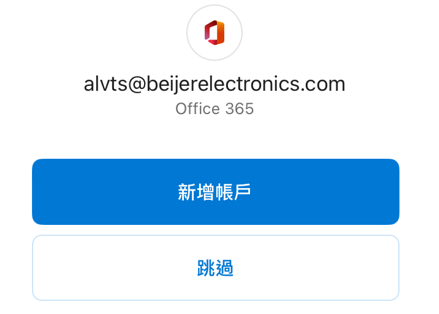 alvts@beijerelectronics.com
Office 365
新增帳戶
跳過